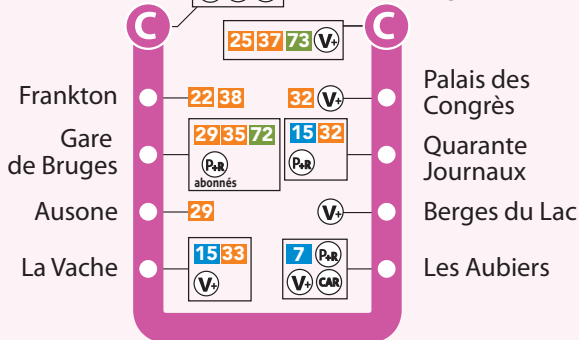 C
C
25 37 73 V+
Frankton
22 38
32 V+
Palais des
Congrès
Gare
de Bruges
29 35 72
P+R
abonnés
15 32
P+R
Quarante
Journaux
Ausone
29
V+
Berges du Lac
La Vache
15 33
V+
7 P+R
V+ CAR
Les Aubiers